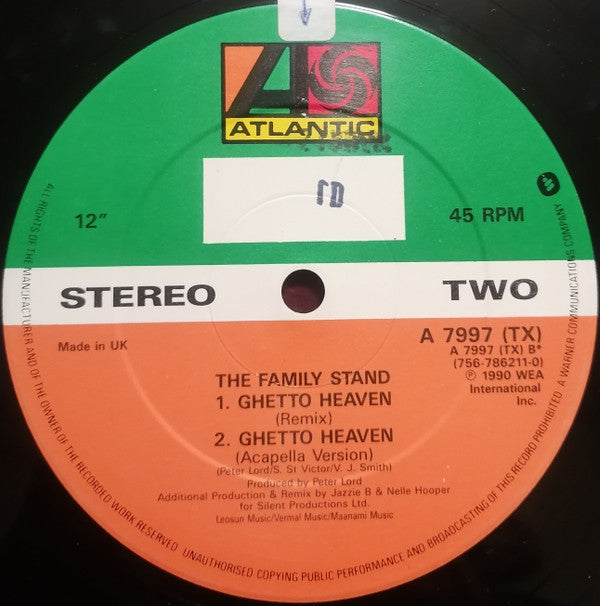 ATLANTIC
12"
45 RPM
STEREO
TWO
Made in UK
A 7997 (TX)
A 7997 (TX) B*
(756-786211-0)
℗ 1990 WEA
International
Inc.
THE FAMILY STAND
1. GHETTO HEAVEN
(Remix)
2. GHETTO HEAVEN
(Acapella Version)
(Peter Lord/S. St Victor/V. J. Smith)
Produced by Peter Lord
Additional Production & Remix by Jazzie B & Nelle Hooper
for Silent Productions Ltd.
Leosun Music/Vermal Music/Maanami Music
ALL RIGHTS OF THE MANUFACTURER AND OF THE OWNER OF THE RECORDED WORK RESERVED UNAUTHORISED COPYING PUBLIC PERFORMANCE AND BROADCASTING OF THIS RECORD PROHIBITED A WARNER COMMUNICATIONS COMPANY